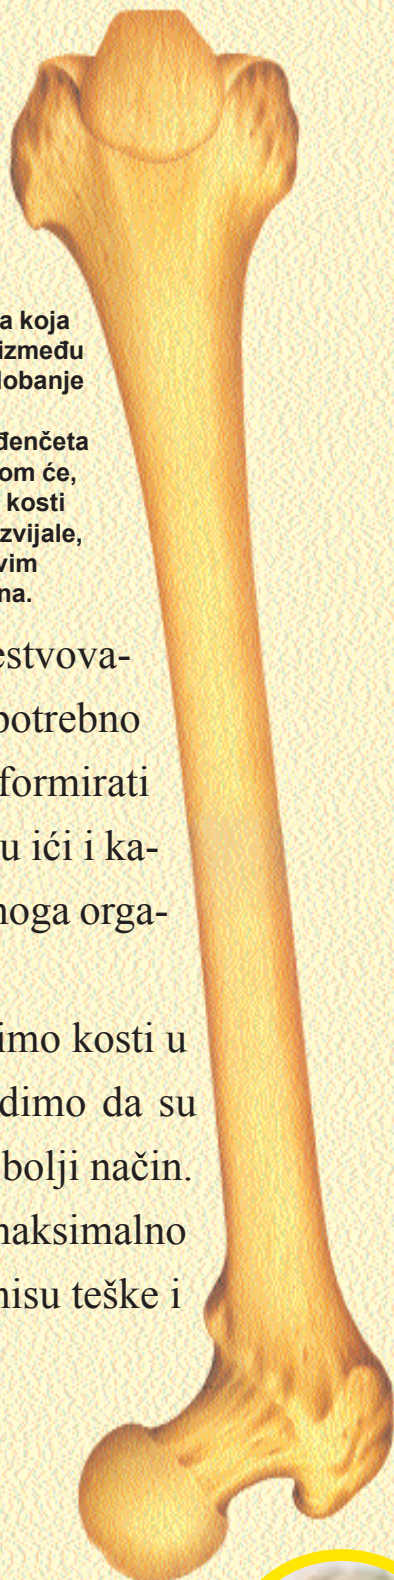 a koja
između
lobanje
đenčeta
om će,
kosti
zvijale,
vim
na.
estvova-
potrebno
formirati
u ići i ka-
noga orga-
imo kosti u
dimo da su
bolji način.
maksimalno
nisu teške i